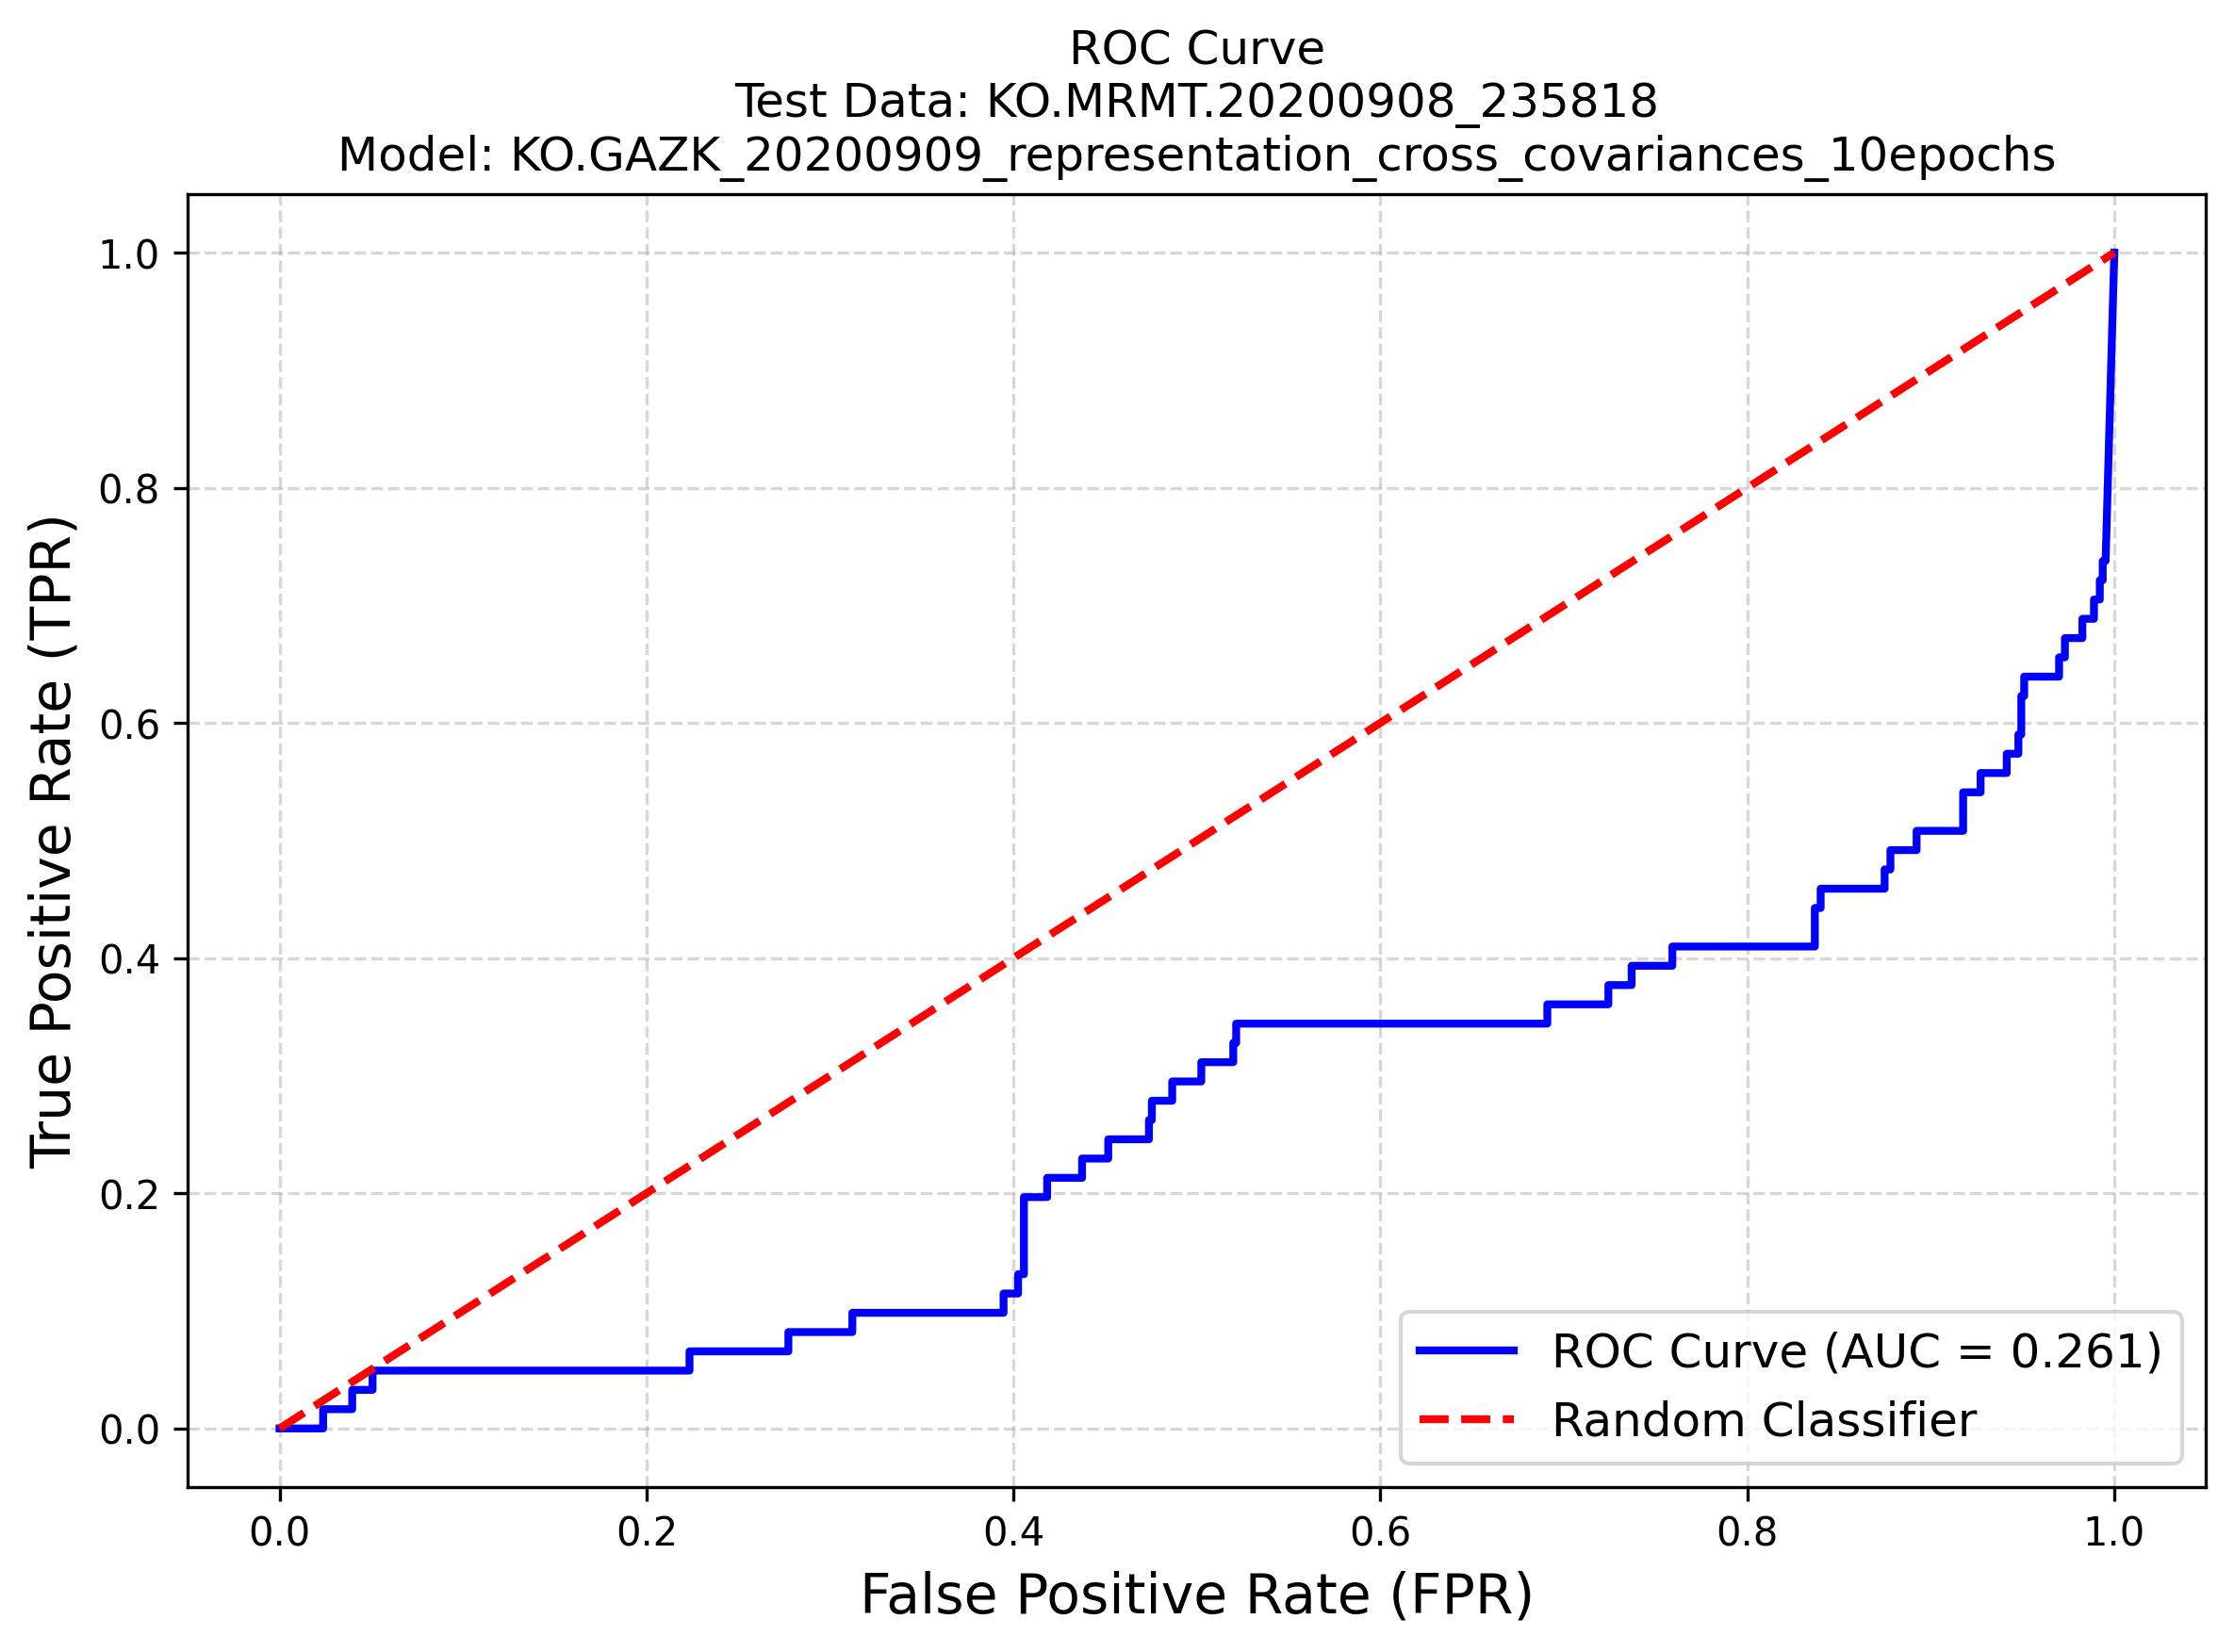 ROC Curve
Test Data: KO.MRMT.20200908_235818
Model: KO.GAZK_20200909_representation_cross_covariances_10epochs
True Positive Rate (TPR)
1.0
0.8
0.6
0.4
0.2
0.0
0.0 0.2 0.4 0.6 0.8 1.0
False Positive Rate (FPR)
ROC Curve (AUC = 0.261)
Random Classifier